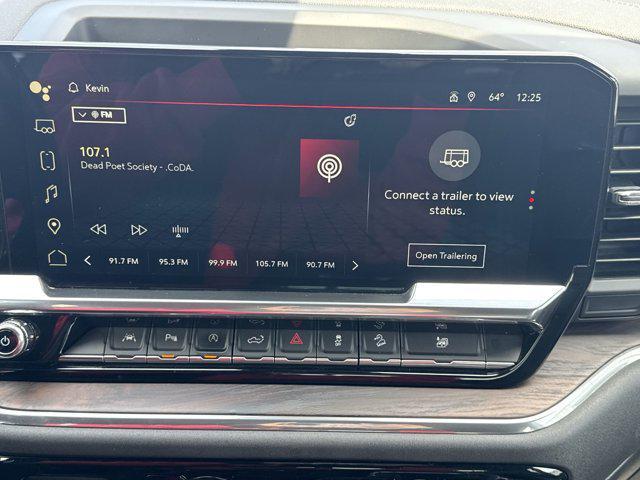 Kevin
64° 12:25
FM
107.1
Dead Poet Society - .CoDA.
Connect a trailer to view
status.
Open Trailering
91.7 FM 95.3 FM 99.9 FM 105.7 FM 90.7 FM